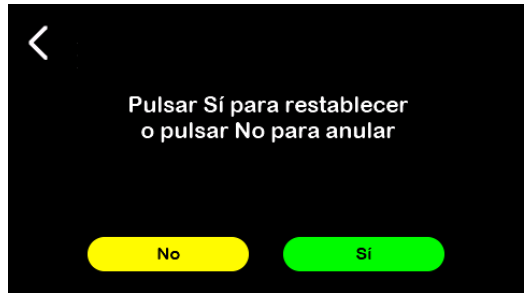 Pulsar Sí para restablecer
o pulsar No para anular
No
Sí